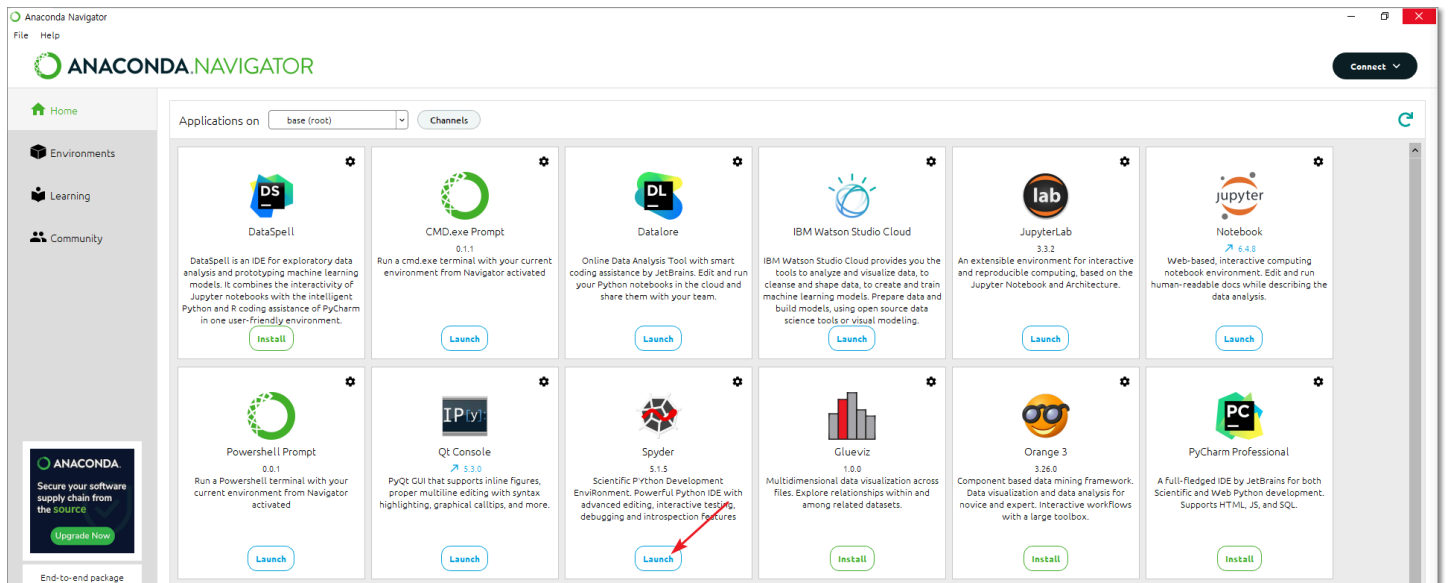 Anaconda Navigator
File Help
ANACONDA.NAVIGATOR
Connect
Home
Environments
Learning
Community
Applications on base (root) Channels
DS
DataSpell
DataSpell is an IDE for exploratory data
analysis and prototyping machine learning
models. It combines the interactivity of
Jupyter notebooks with the intelligent
Python and R coding assistance of PyCharm
in one user-friendly environment.
Install
CMD.exe Prompt
0.1.1
Run a cmd.exe terminal with your current
environment from Navigator activated
Launch
DL
Datalore
Online Data Analysis Tool with smart
coding assistance by JetBrains. Edit and run
your Python notebooks in the cloud and
share them with your team.
Launch
IBM Watson Studio Cloud
IBM Watson Studio Cloud provides you the
tools to analyze and visualize data, to
cleanse and shape data, to create and train
machine learning models. Prepare data and
build models, using open source data
science tools or visual modeling.
Launch
lab
JupyterLab
3.3.2
An extensible environment for interactive
and reproducible computing, based on the
Jupyter Notebook and Architecture.
Launch
jupyter
Notebook
6.4.8
Web-based, interactive computing
notebook environment. Edit and run
human-readable docs while describing the
data analysis.
Launch
Powershell Prompt
0.0.1
Run a Powershell terminal with your
current environment from Navigator
activated
Launch
IP[y]:
Qt Console
5.3.0
PyQt GUI that supports inline figures,
proper multiline editing with syntax
highlighting, graphical calltips, and more.
Launch
Spyder
5.1.5
Scientific PYthon Development
EnviRonment. Powerful Python IDE with
advanced editing, interactive testing,
debugging and introspection features
Launch
Glueviz
1.0.0
Multidimensional data visualization across
files. Explore relationships within and
among related datasets.
Install
Orange 3
3.26.0
Component based data mining framework.
Data visualization and data analysis for
novice and expert. Interactive workflows
with a large toolbox.
Install
PC
PyCharm Professional
A full-fledged IDE by JetBrains for both
Scientific and Web Python development.
Supports HTML, JS, and SQL.
Install
ANACONDA.
Secure your software
supply chain from
the source
Upgrade Now
End-to-end package